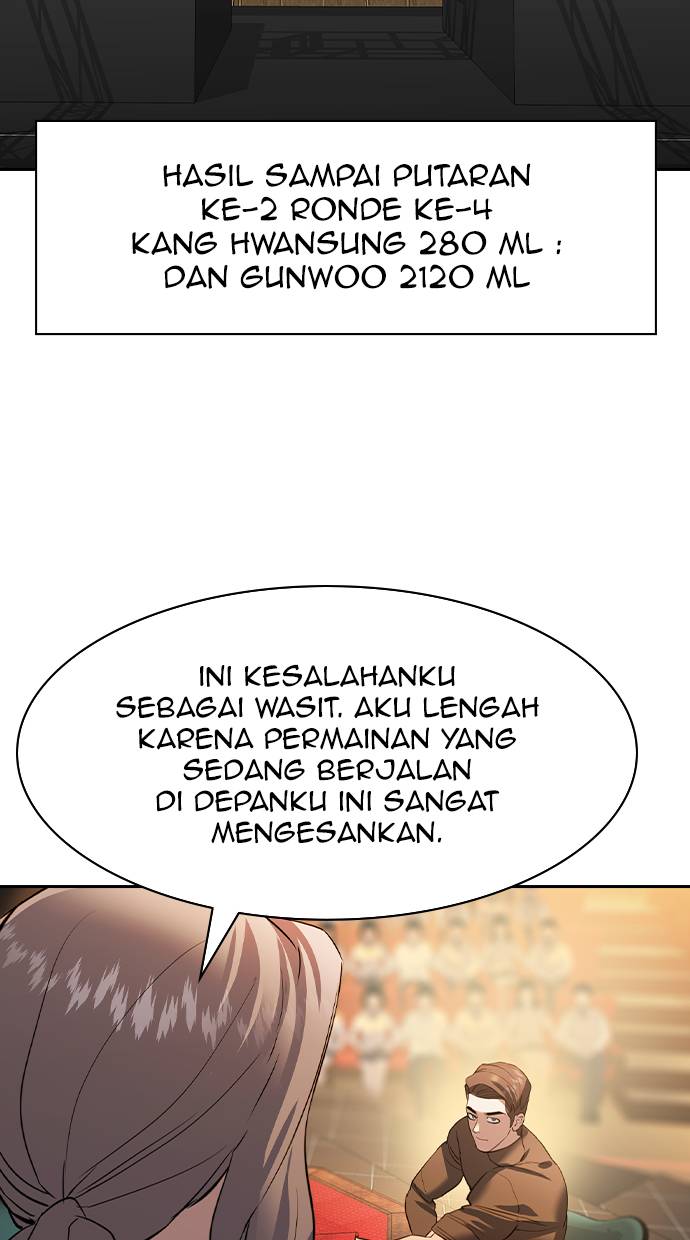 HASIL SAMPAI PUTARAN
KE-2 RONDE KE-4
KANG HWANSUNG 280 ML :
DAN GUNWOO 2120 ML
INI KESALAHANKU
SEBAGAI WASIT. AKU LENGAH
KARENA PERMAINAN YANG
SEDANG BERJALAN
DI DEPANKU INI SANGAT
MENGESANKAN.